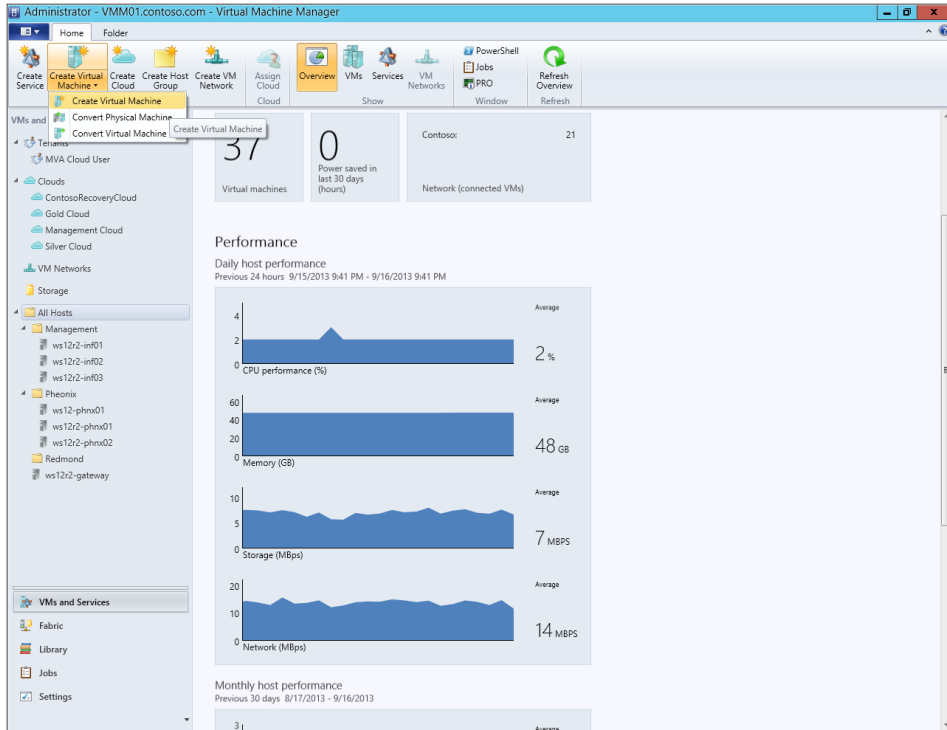 Administrator - VMM01.contoso.com - Virtual Machine Manager
Home Folder
Create Service
Create Virtual Machine
Create Cloud
Create Host Group
Create VM Network
Assign Cloud
Cloud
Overview
VMs
Services
VM Networks
Show
PowerShell
Jobs
PRO
Window
Refresh Overview
Refresh
Create Virtual Machine
Convert Physical Machine
Convert Virtual Machine
Create Virtual Machine
VMs and
Tenants
MVA Cloud User
Clouds
ContosoRecoveryCloud
Gold Cloud
Management Cloud
Silver Cloud
VM Networks
Storage
All Hosts
Management
ws12r2-inf01
ws12r2-inf02
ws12r2-inf03
Pheonix
ws12-phnx01
ws12r2-phnx01
ws12r2-phnx02
Redmond
ws12r2-gateway
VMs and Services
Fabric
Library
Jobs
Settings
37
Virtual machines
0
Power saved in
last 30 days
(hours)
Contoso: 21
Network (connected VMs)
Performance
Daily host performance
Previous 24 hours 9/15/2013 9:41 PM - 9/16/2013 9:41 PM
4
2
0
CPU performance (%)
Average
2 %
60
40
20
0
Memory (GB)
Average
48 GB
10
5
0
Storage (MBps)
Average
7 MBPS
20
10
0
Network (MBps)
Average
14 MBPS
Monthly host performance
Previous 30 days 8/17/2013 - 9/16/2013
3
Average